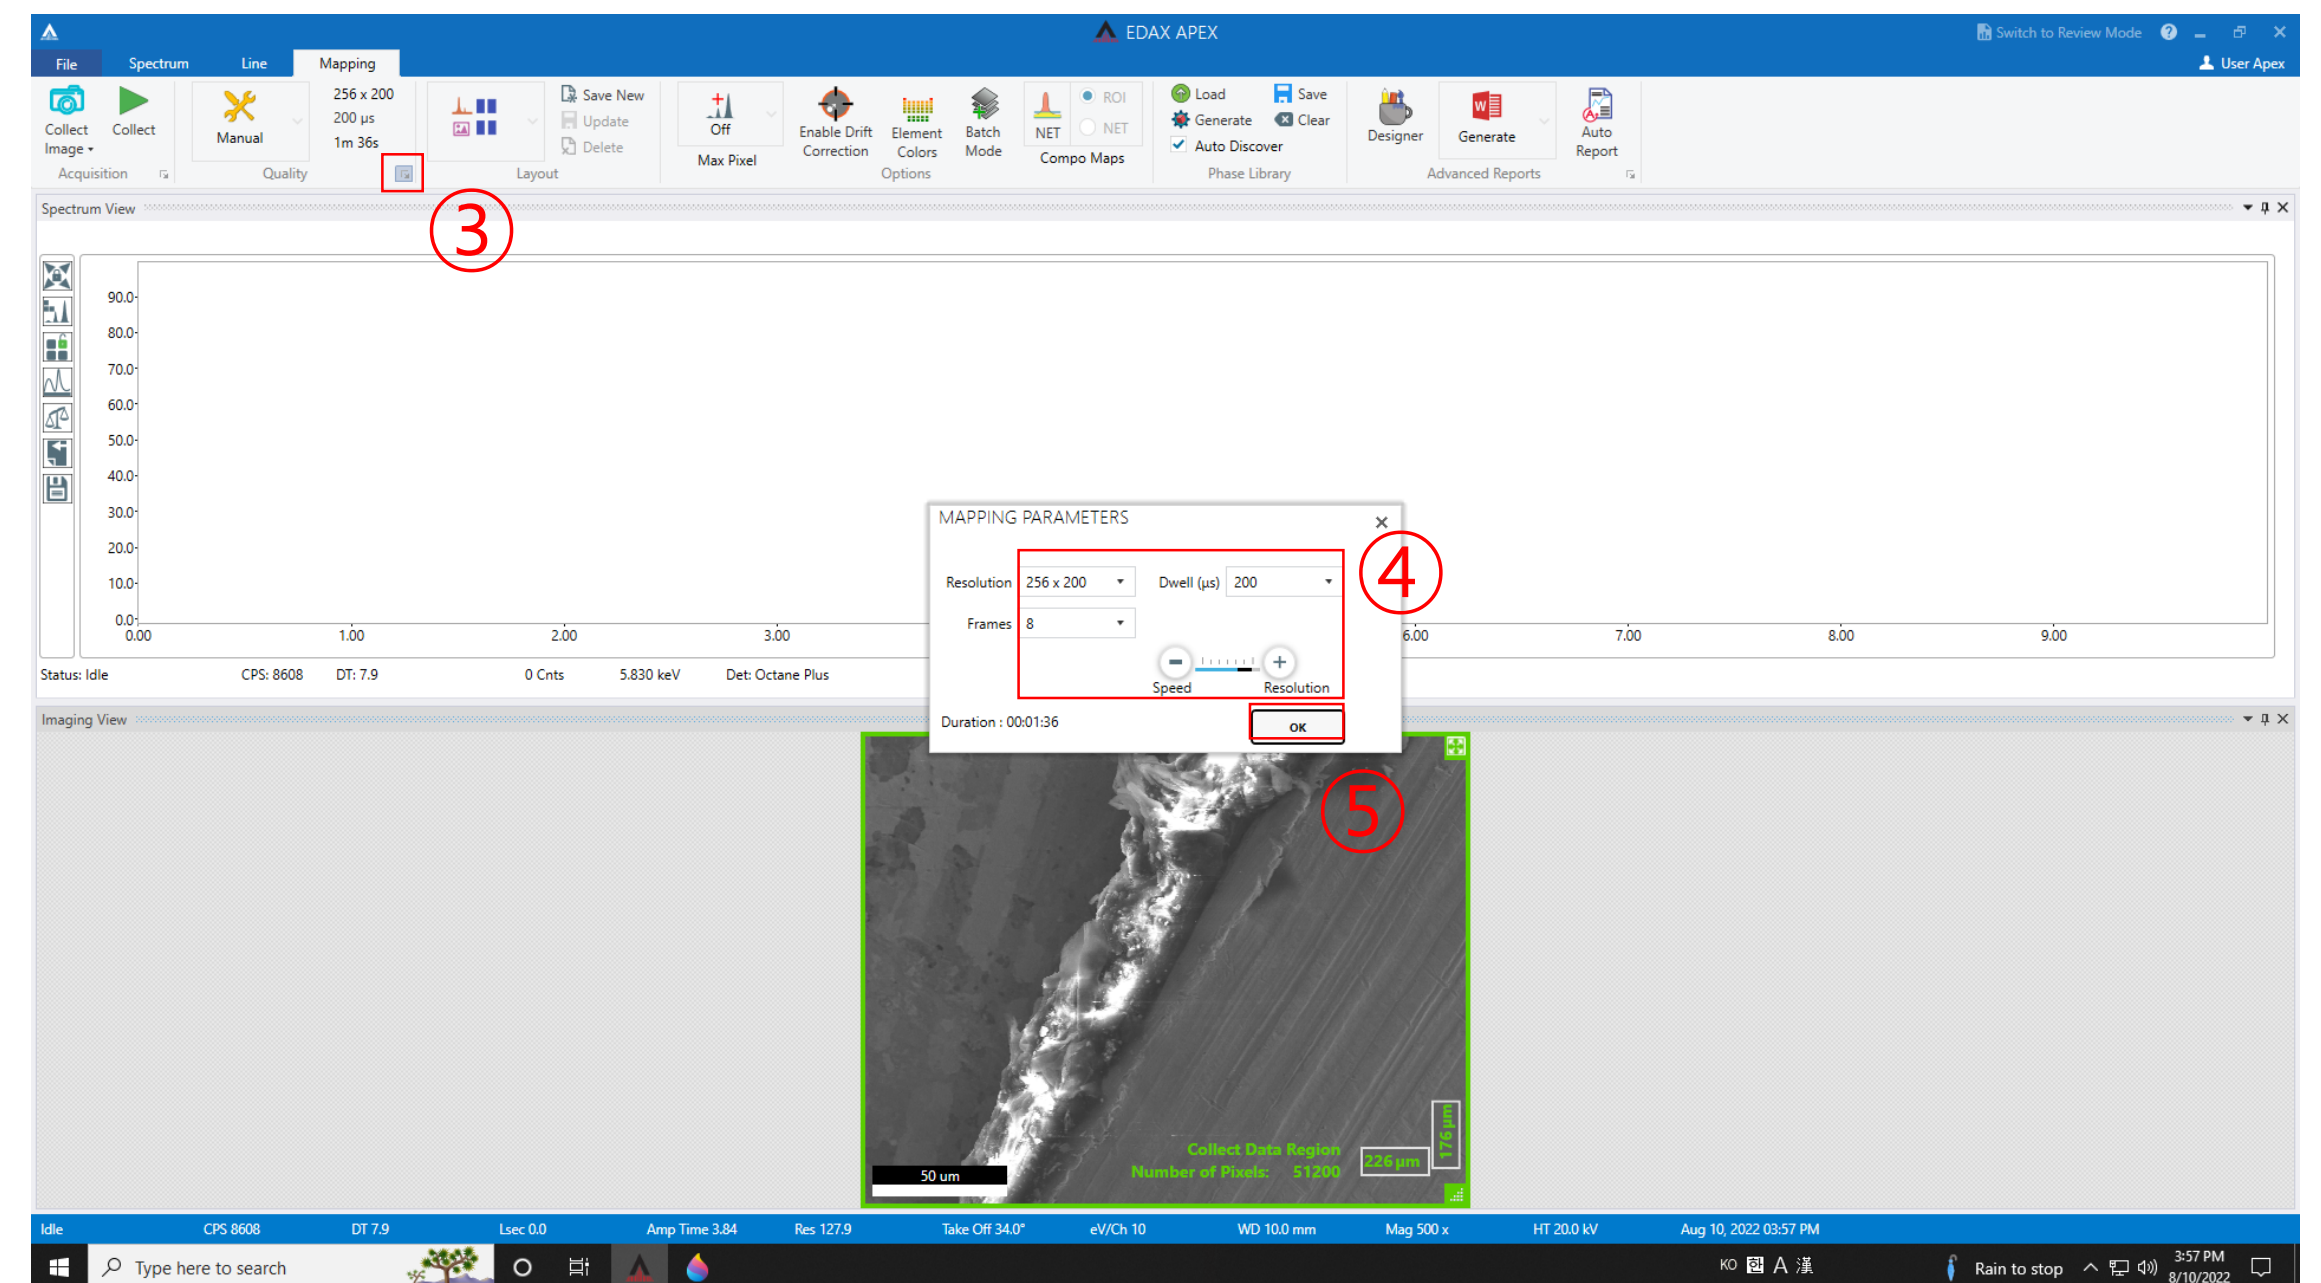 EDAX APEX
Switch to Review Mode
File Spectrum Line Mapping
User Apex
Collect Image
Collect
Acquisition
Manual
256 x 200
200 µs
1m 36s
Quality
Save New
Update
Delete
Layout
Off
Max Pixel
Enable Drift Correction
Element Colors
Batch Mode
Options
NET
ROI
NET
Compo Maps
Load Save
Generate Clear
Auto Discover
Phase Library
Designer
Generate
Auto Report
Advanced Reports
③
Spectrum View
90.0
80.0
70.0
60.0
50.0
40.0
30.0
20.0
10.0
0.0
0.00 1.00 2.00 3.00 6.00 7.00 8.00 9.00
Status: Idle CPS: 8608 DT: 7.9 0 Cnts 5.830 keV Det: Octane Plus
MAPPING PARAMETERS
④
Resolution 256 x 200 Dwell (µs) 200
Frames 8
Speed Resolution
Duration : 00:01:36
OK
⑤
Imaging View
Collect Data Region
Number of Pixels: 51200
226 µm
176 µm
50 um
Idle CPS 8608 DT 7.9 Lsec 0.0 Amp Time 3.84 Res 127.9 Take Off 34.0° eV/Ch 10 WD 10.0 mm Mag 500 x HT 20.0 kV Aug 10, 2022 03:57 PM
Type here to search
KO 한 A 漢
Rain to stop
3:57 PM
8/10/2022